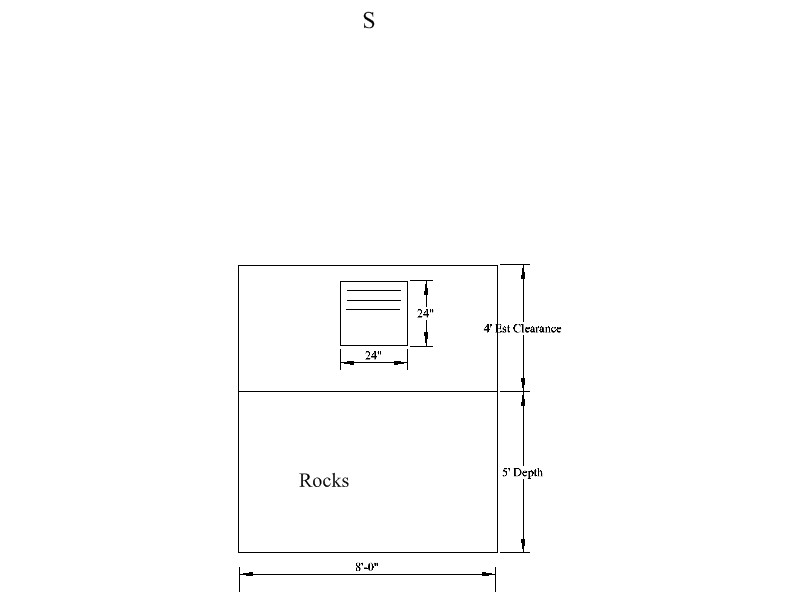 S
24"
4' Est Clearance
24"
5' Depth
Rocks
8'-0"